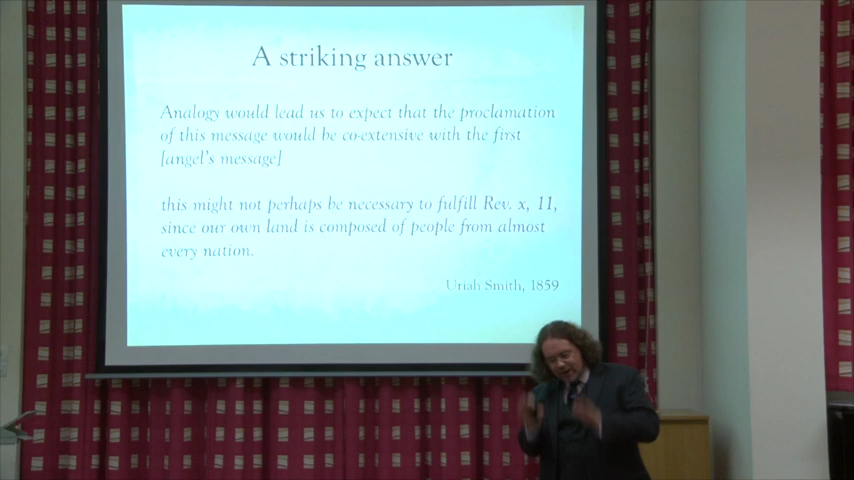 A striking answer
Analogy would lead us to expect that the proclamation
of this message would be co-extensive with the first
[angel's message]
this might not perhaps be necessary to fulfill Rev. x, 11,
since our own land is composed of people from almost
every nation.
Uriah Smith, 1859